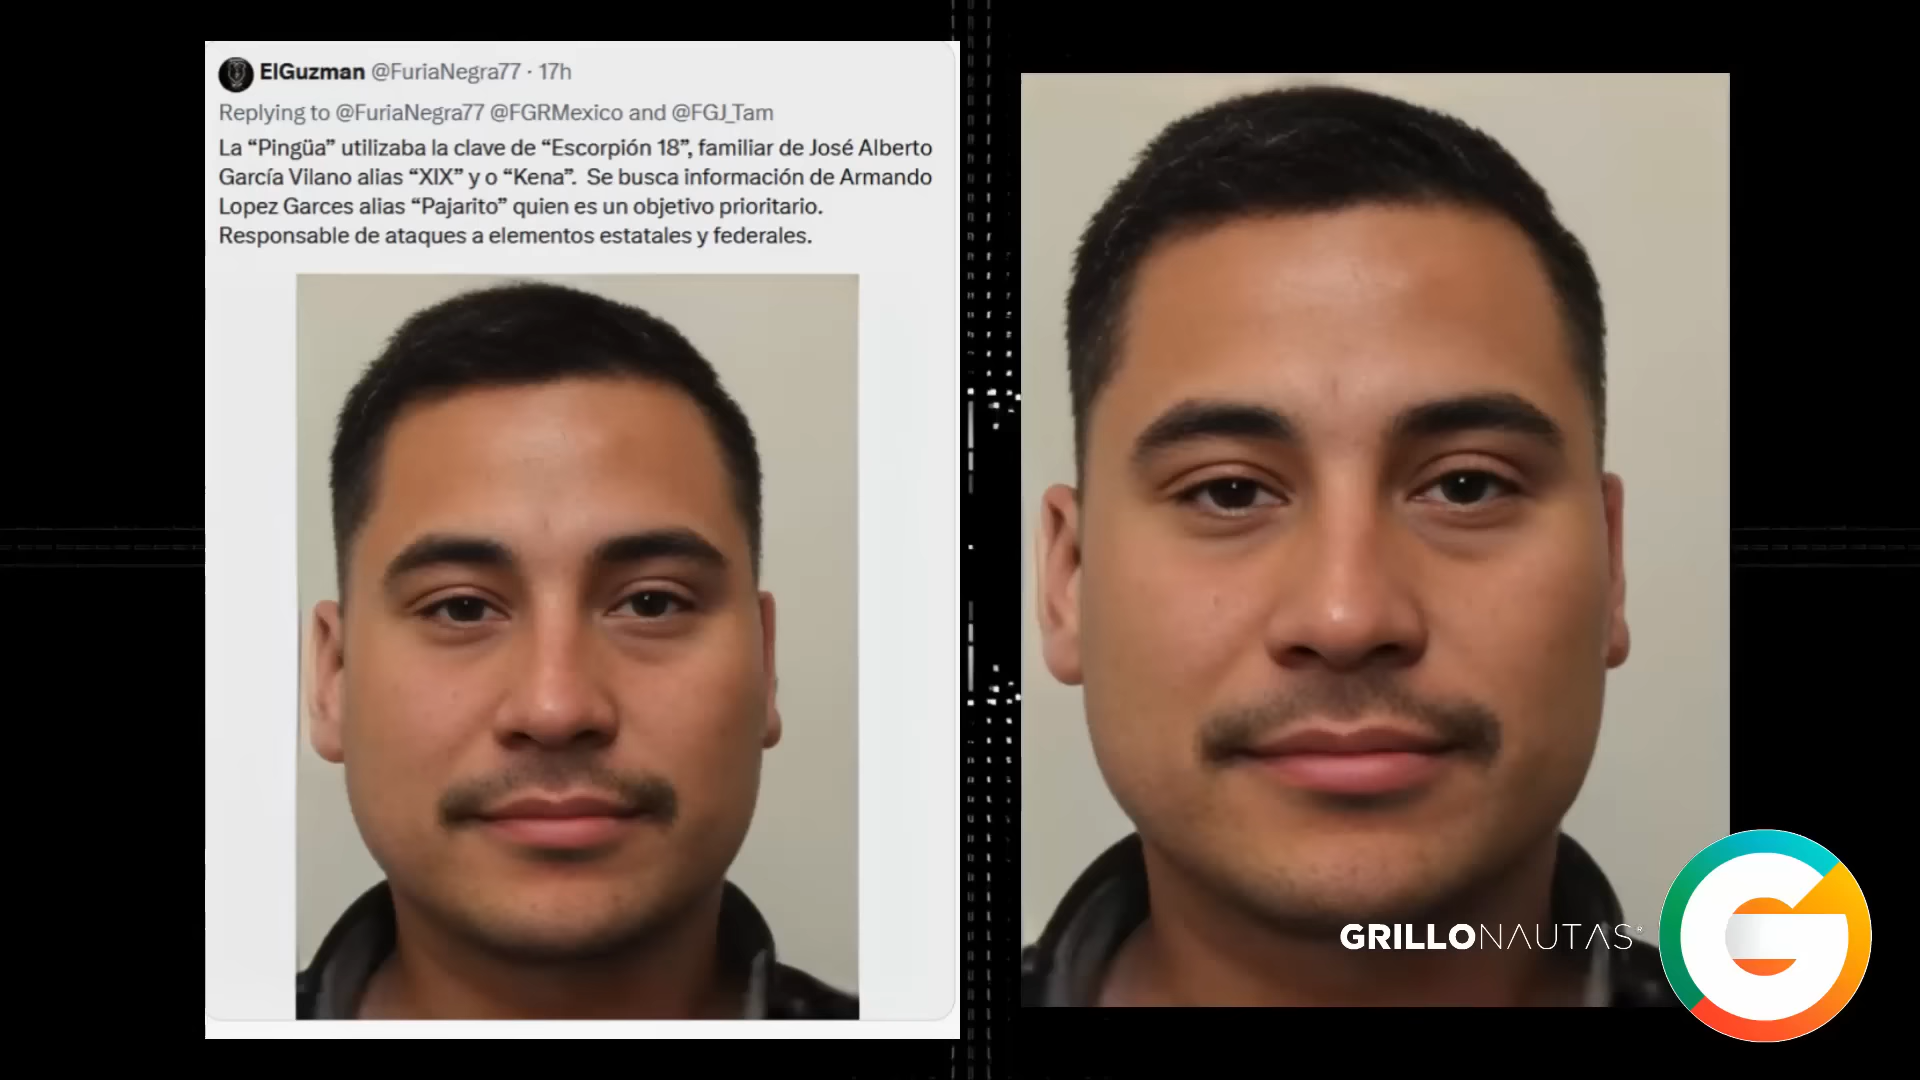 ElGuzman @FuriaNegra77 · 17h
Replying to @FuriaNegra77 @FGRMexico and @FGJ_Tam
La “Pingüa” utilizaba la clave de “Escorpión 18”, familiar de José Alberto
García Vilano alias “XIX” y o “Kena”. Se busca información de Armando
Lopez Garces alias “Pajarito” quien es un objetivo prioritario.
Responsable de ataques a elementos estatales y federales.
GRILLONAUTAS®
G